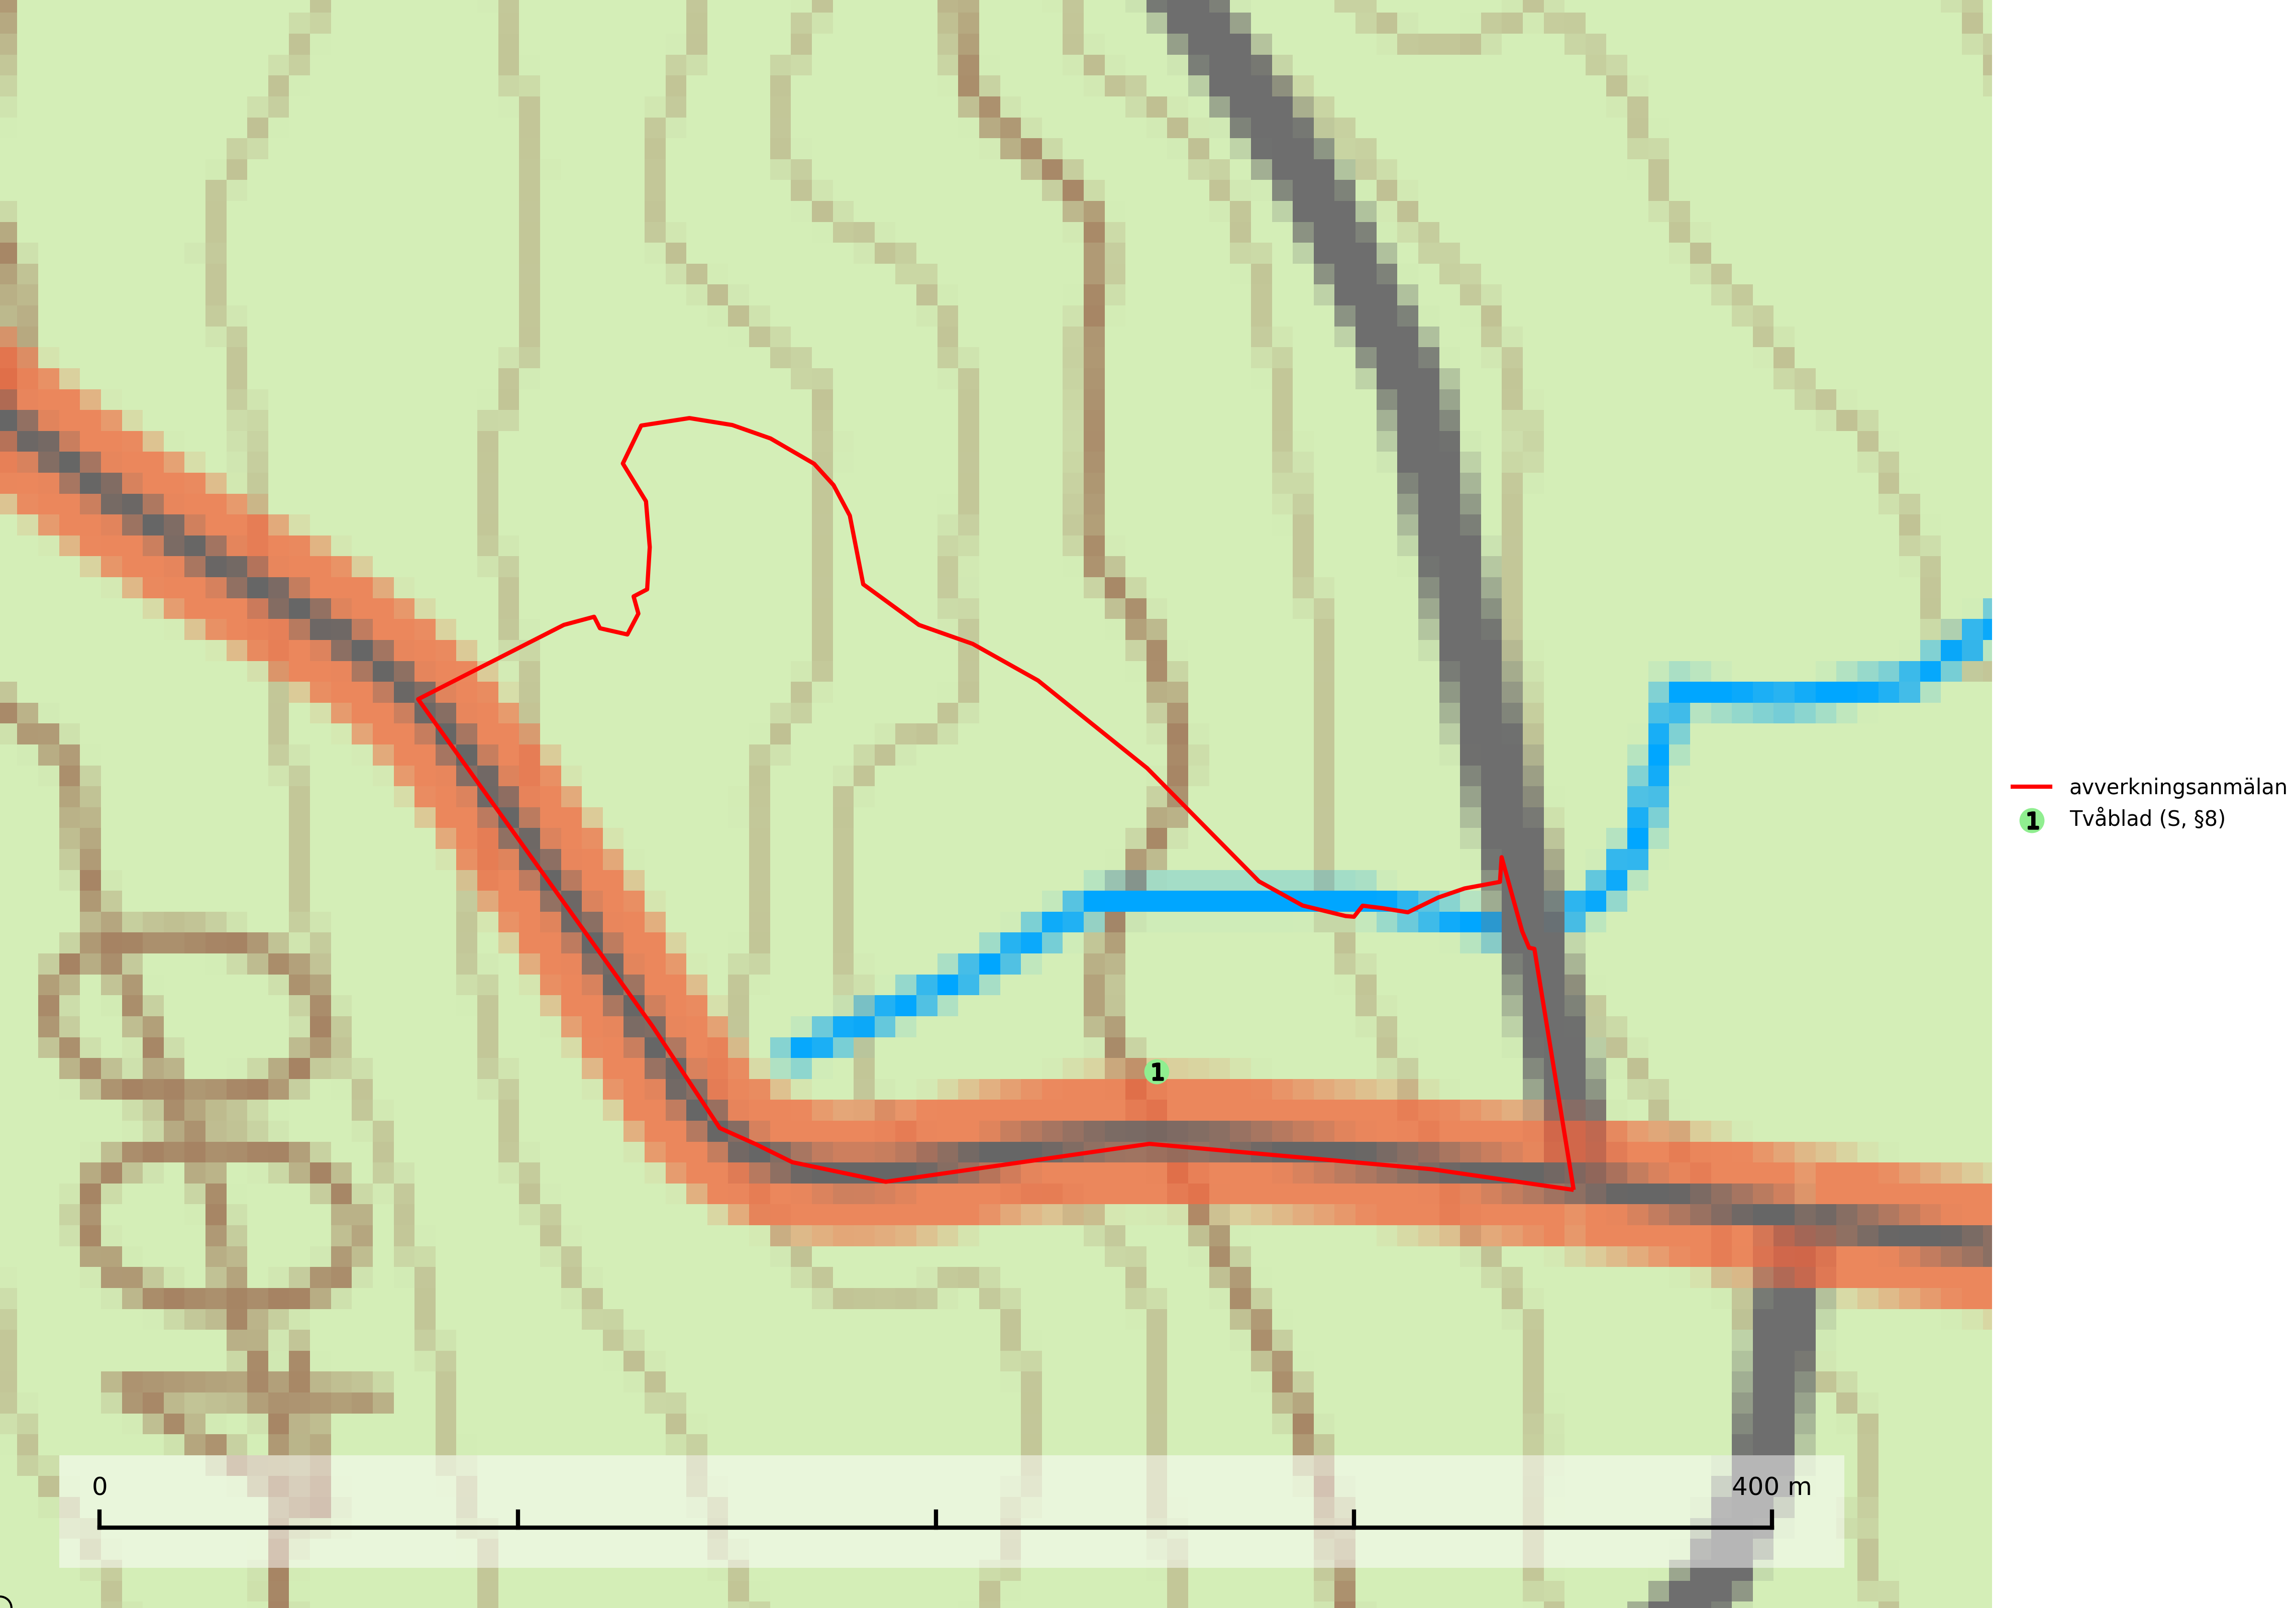 avverkningsanmälan
1 Tvåblad (S, §8)
1
0 400 m